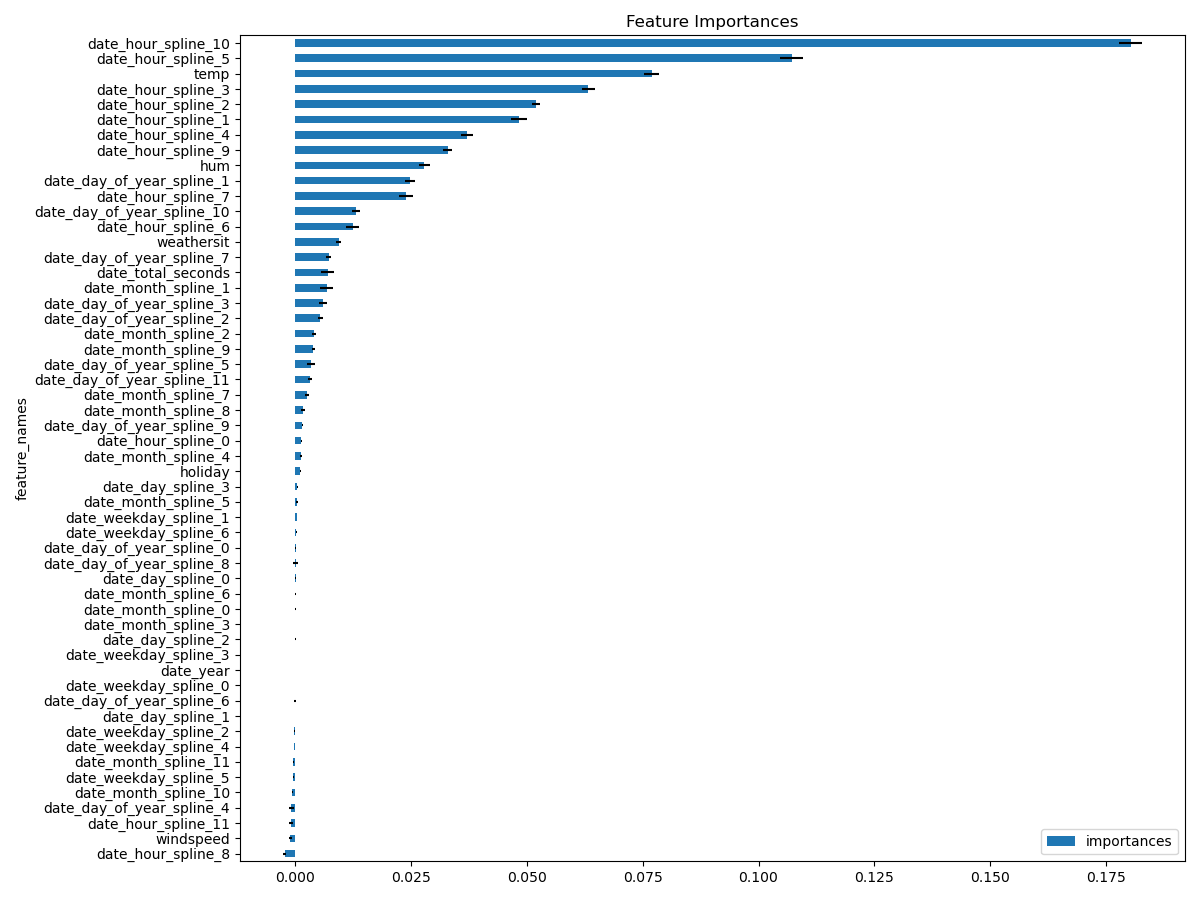 Feature Importances
feature_names
date_hour_spline_10
date_hour_spline_5
temp
date_hour_spline_3
date_hour_spline_2
date_hour_spline_1
date_hour_spline_4
date_hour_spline_9
hum
date_day_of_year_spline_1
date_hour_spline_7
date_day_of_year_spline_10
date_hour_spline_6
weathersit
date_day_of_year_spline_7
date_total_seconds
date_month_spline_1
date_day_of_year_spline_3
date_day_of_year_spline_2
date_month_spline_2
date_month_spline_9
date_day_of_year_spline_5
date_day_of_year_spline_11
date_month_spline_7
date_month_spline_8
date_day_of_year_spline_9
date_hour_spline_0
date_month_spline_4
holiday
date_day_spline_3
date_month_spline_5
date_weekday_spline_1
date_weekday_spline_6
date_day_of_year_spline_0
date_day_of_year_spline_8
date_day_spline_0
date_month_spline_6
date_month_spline_0
date_month_spline_3
date_day_spline_2
date_weekday_spline_3
date_year
date_weekday_spline_0
date_day_of_year_spline_6
date_day_spline_1
date_weekday_spline_2
date_weekday_spline_4
date_month_spline_11
date_weekday_spline_5
date_month_spline_10
date_day_of_year_spline_4
date_hour_spline_11
windspeed
date_hour_spline_8
importances
0.000 0.025 0.050 0.075 0.100 0.125 0.150 0.175